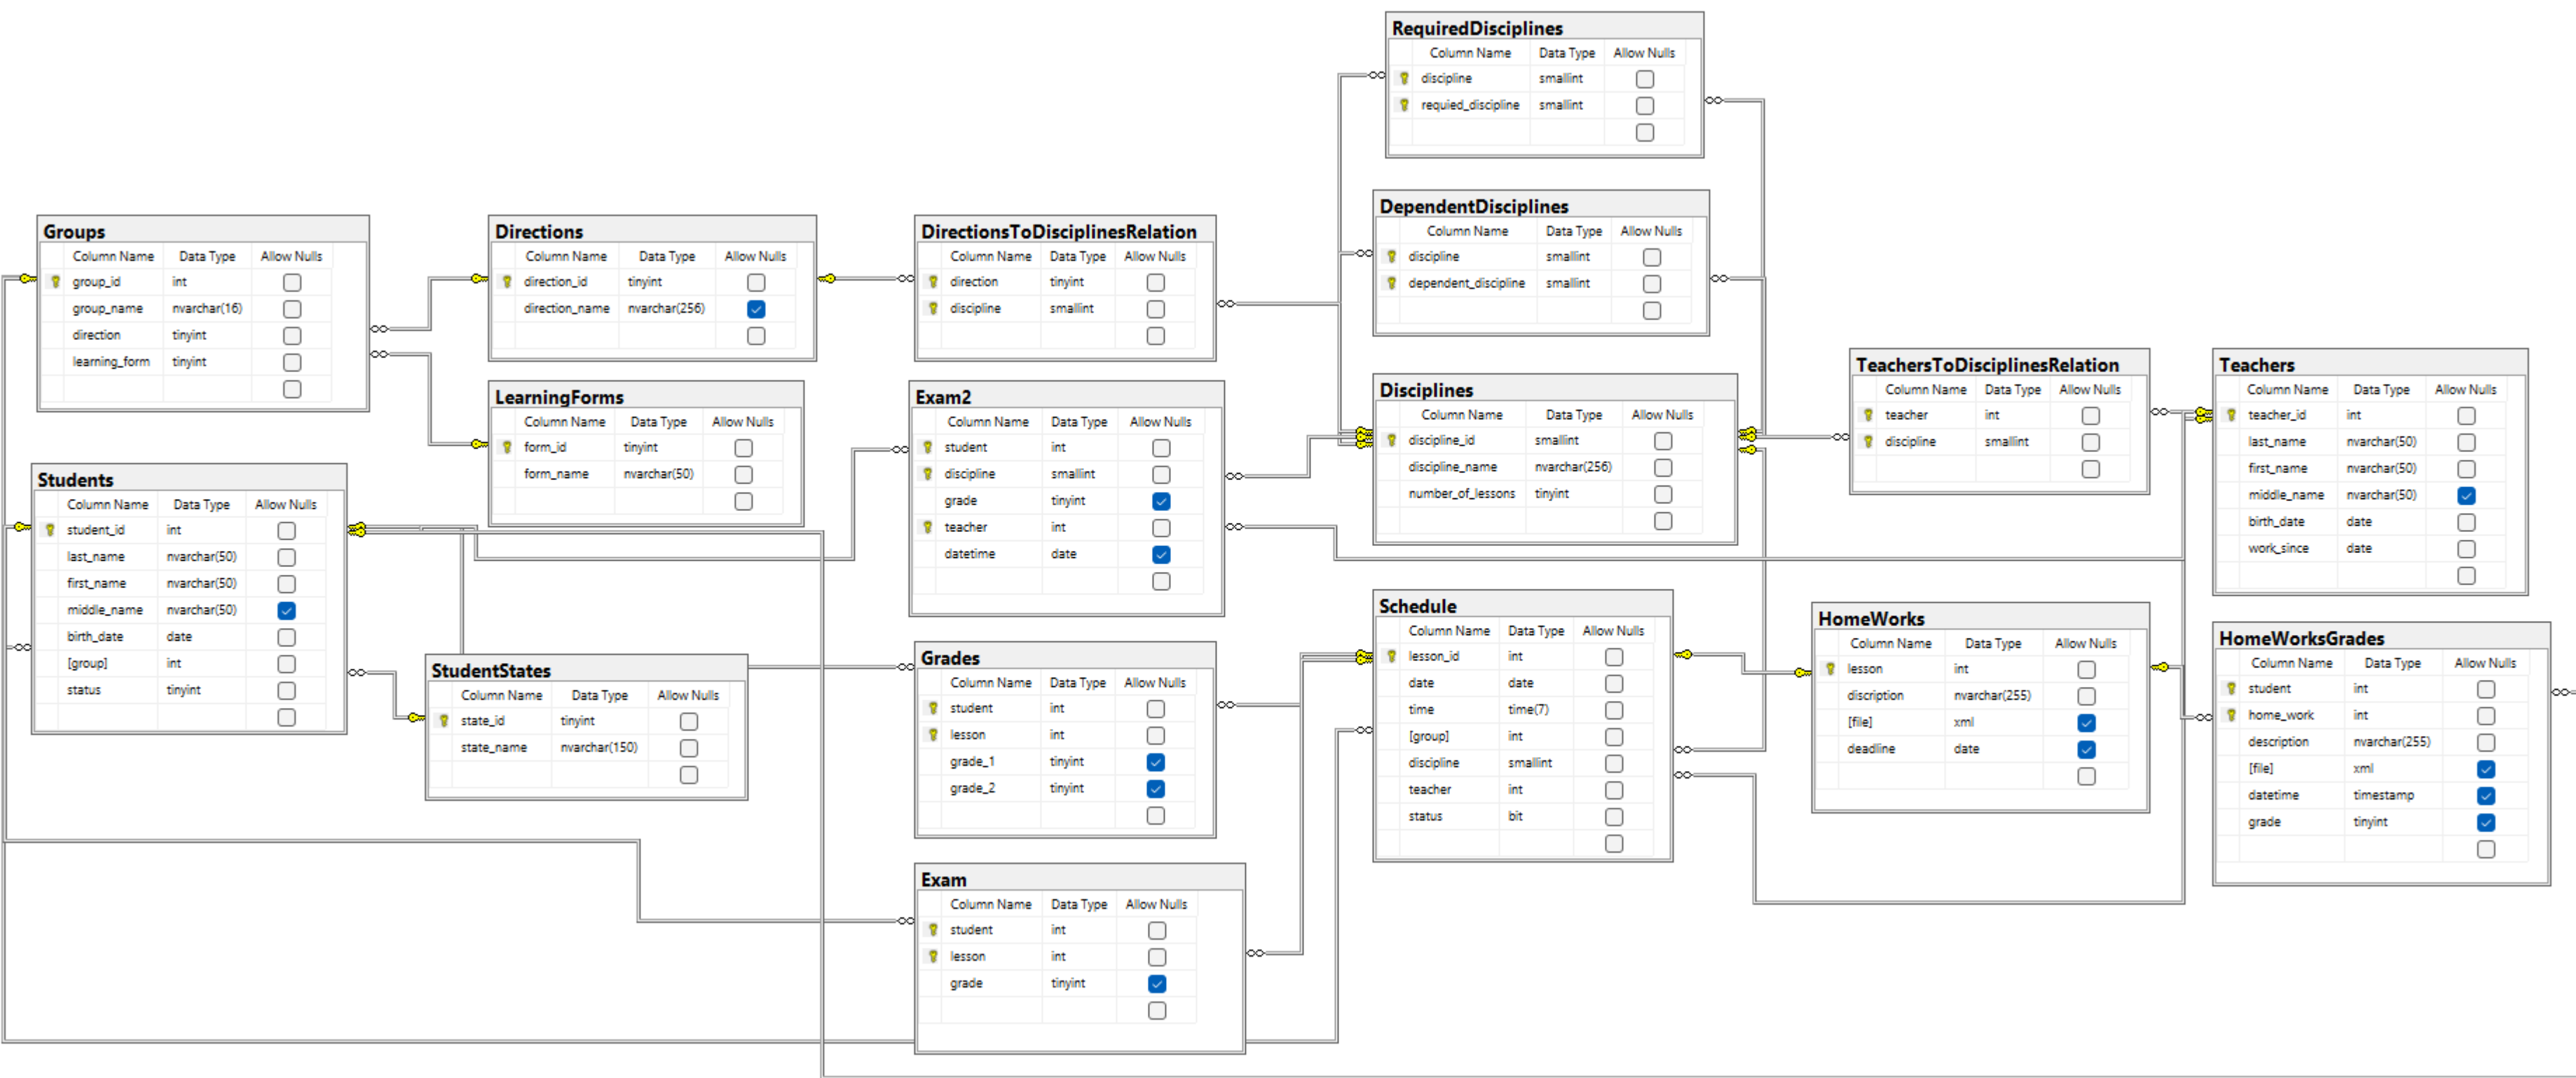 RequiredDisciplines
Column Name Data Type Allow Nulls
discipline smallint
requied_discipline smallint
DependentDisciplines
Column Name Data Type Allow Nulls
discipline smallint
dependent_discipline smallint
Groups
Column Name Data Type Allow Nulls
group_id int
group_name nvarchar(16)
direction tinyint
learning_form tinyint
Directions
Column Name Data Type Allow Nulls
direction_id tinyint
direction_name nvarchar(256)
DirectionsToDisciplinesRelation
Column Name Data Type Allow Nulls
direction tinyint
discipline smallint
LearningForms
Column Name Data Type Allow Nulls
form_id tinyint
form_name nvarchar(50)
Exam2
Column Name Data Type Allow Nulls
student int
discipline smallint
grade tinyint
teacher int
datetime date
Disciplines
Column Name Data Type Allow Nulls
discipline_id smallint
discipline_name nvarchar(256)
number_of_lessons tinyint
TeachersToDisciplinesRelation
Column Name Data Type Allow Nulls
teacher int
discipline smallint
Teachers
Column Name Data Type Allow Nulls
teacher_id int
last_name nvarchar(50)
first_name nvarchar(50)
middle_name nvarchar(50)
birth_date date
work_since date
Students
Column Name Data Type Allow Nulls
student_id int
last_name nvarchar(50)
first_name nvarchar(50)
middle_name nvarchar(50)
birth_date date
[group] int
status tinyint
StudentStates
Column Name Data Type Allow Nulls
state_id tinyint
state_name nvarchar(150)
Grades
Column Name Data Type Allow Nulls
student int
lesson int
grade_1 tinyint
grade_2 tinyint
Schedule
Column Name Data Type Allow Nulls
lesson_id int
date date
time time(7)
[group] int
discipline smallint
teacher int
status bit
HomeWorks
Column Name Data Type Allow Nulls
lesson int
discription nvarchar(255)
[file] xml
deadline date
HomeWorksGrades
Column Name Data Type Allow Nulls
student int
home_work int
description nvarchar(255)
[file] xml
datetime timestamp
grade tinyint
Exam
Column Name Data Type Allow Nulls
student int
lesson int
grade tinyint